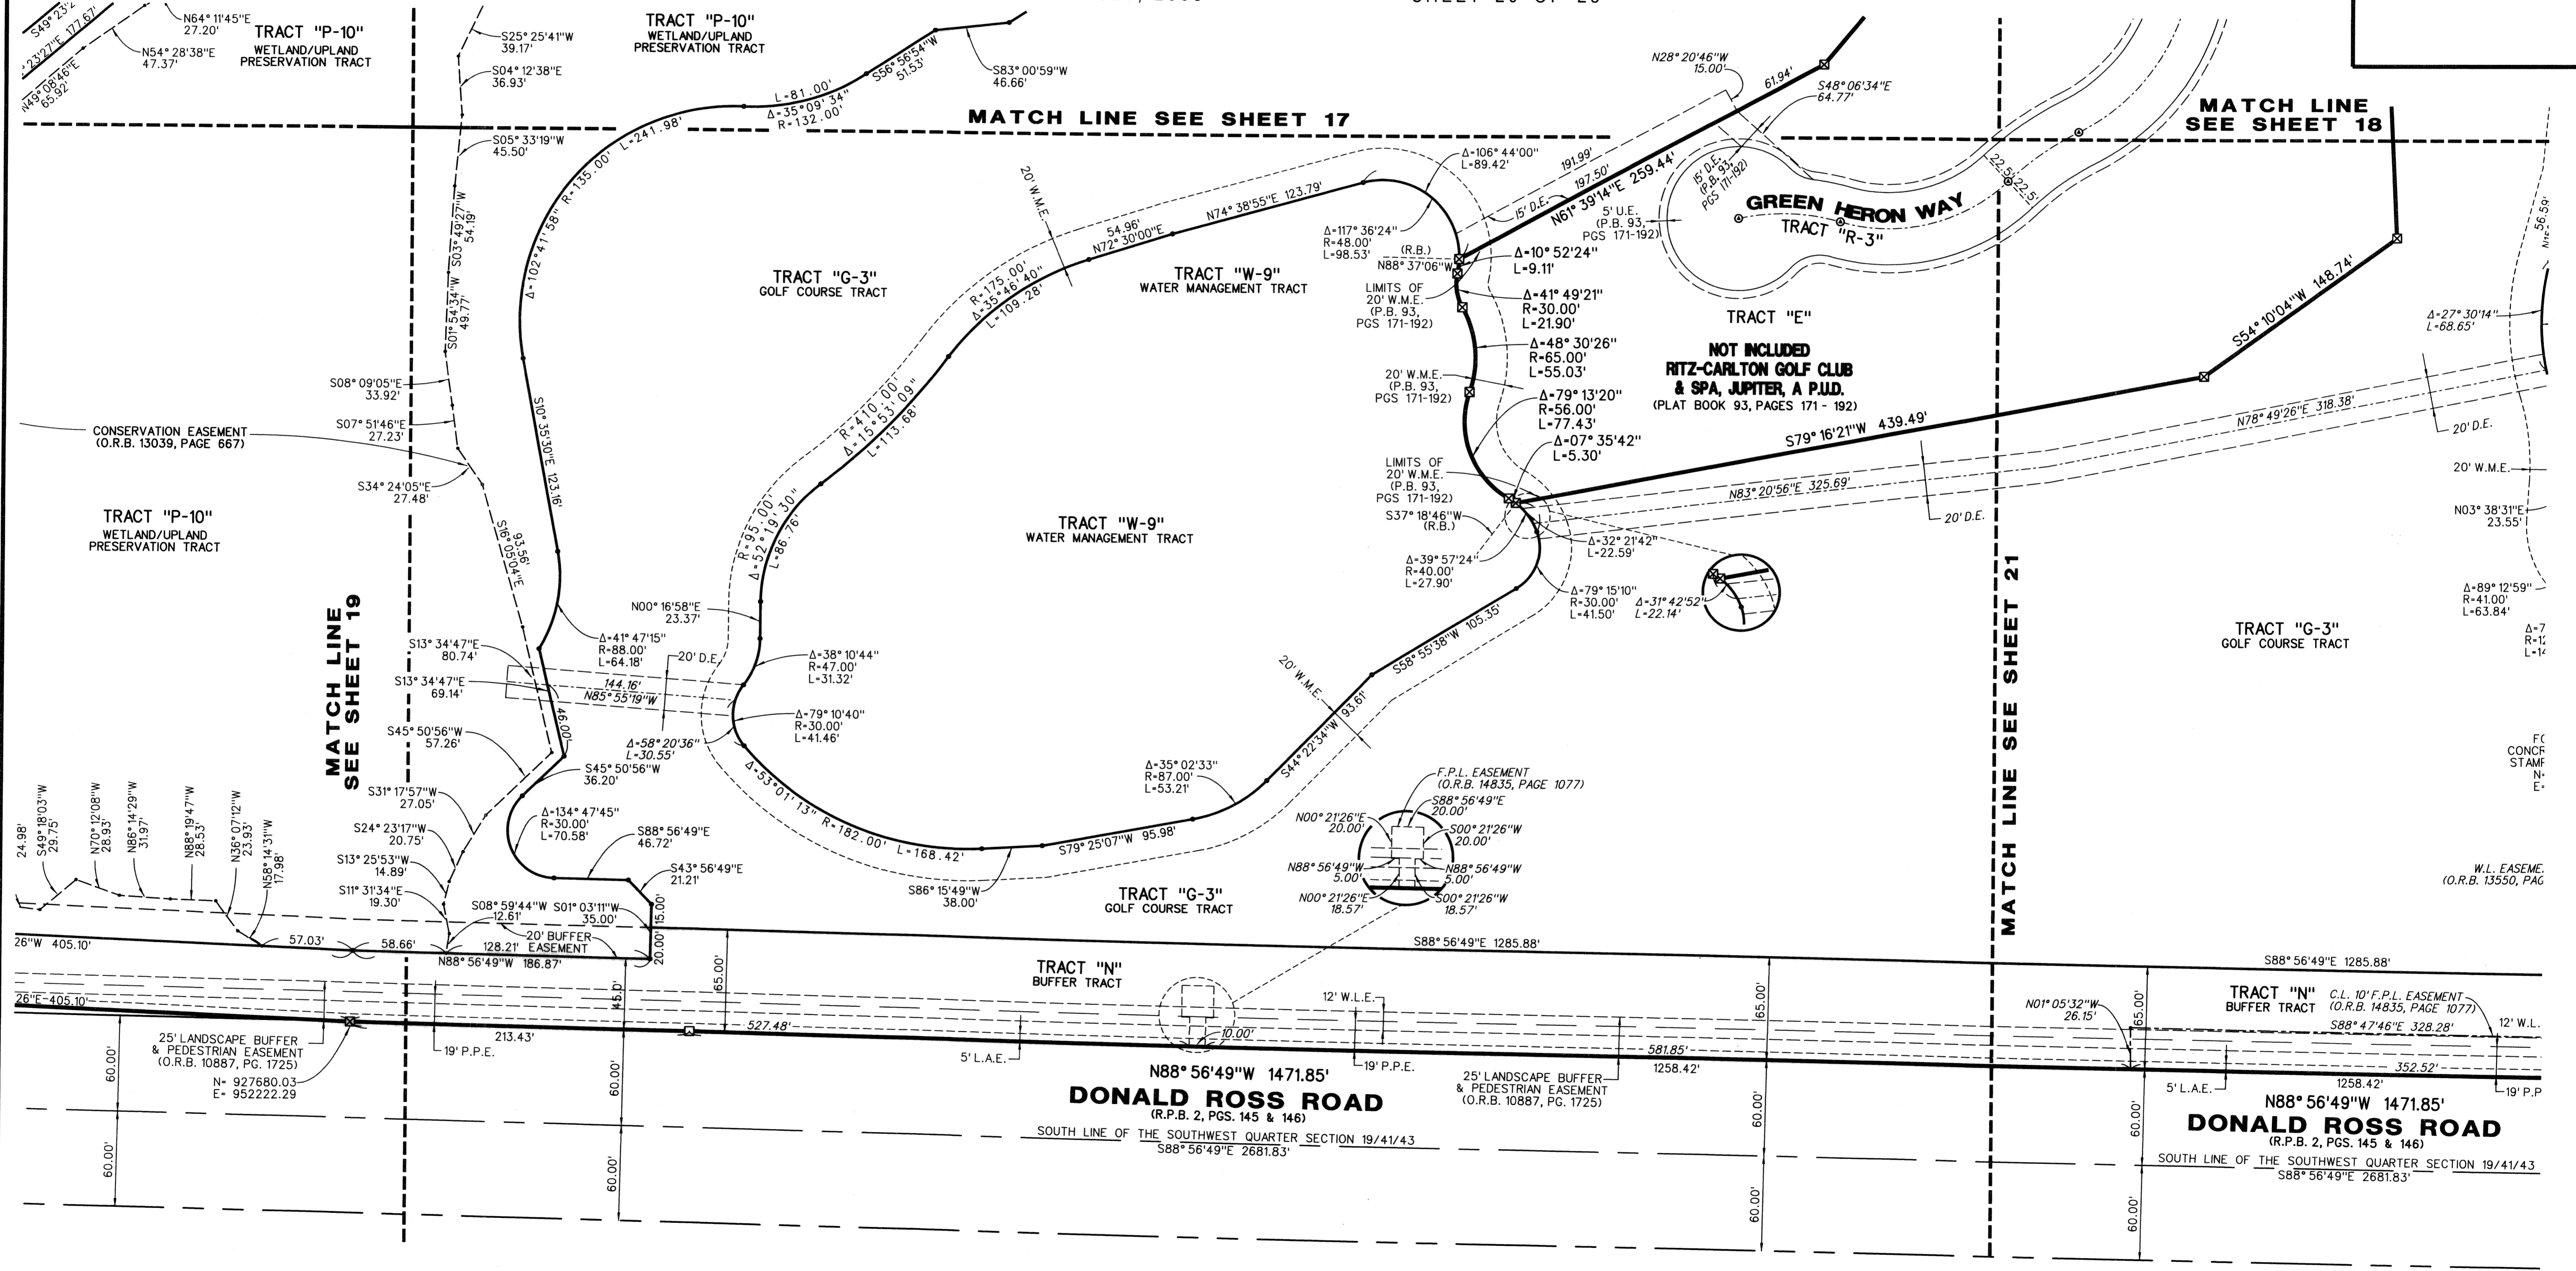 SHEET 20 OF
S49° 23'2
23'27"E 177.67'
N49° 08'46"E
65.92'
N64° 11'45"E
27.20'
N54° 28'38"E
47.37'
TRACT "P-10"
WETLAND/UPLAND
PRESERVATION TRACT
S25° 25'41"W
39.17'
S04° 12'38"E
36.93'
TRACT "P-10"
WETLAND/UPLAND
PRESERVATION TRACT
L=81.00'
Δ=35° 09'34"
R=132.00'
S56° 56'54"W
51.53'
S83° 00'59"W
46.66'
MATCH LINE SEE SHEET 17
N28° 20'46"W
15.00'
61.94'
S48° 06'34"E
64.77'
MATCH LINE
SEE SHEET 18
S05° 33'19"W
45.50'
S03° 49'27"W
54.19'
S01° 54'34"W
49.77'
Δ=102° 41'58" R=135.00' L=241.98'
20' W.M.E.
N74° 38'55"E 123.79'
54.96'
N72° 30'00"E
Δ=106° 44'00"
L=89.42'
191.99'
197.50'
15' D.E.
N61° 39'14"E 259.44'
15' D.E.
(P.B. 93,
PGS 171-192)
5' U.E.
(P.B. 93,
PGS 171-192)
GREEN HERON WAY
TRACT "R-3"
22.5'
22.5'
56.59'
Δ=117° 36'24"
R=48.00'
L=98.53'
(R.B.)
N88° 37'06"W
Δ=10° 52'24"
L=9.11'
TRACT "G-3"
GOLF COURSE TRACT
R=175.00'
Δ=35° 46'40"
L=109.28'
TRACT "W-9"
WATER MANAGEMENT TRACT
LIMITS OF
20' W.M.E.
(P.B. 93,
PGS 171-192)
Δ=41° 49'21"
R=30.00'
L=21.90'
TRACT "E"
NOT INCLUDED
RITZ-CARLTON GOLF CLUB
& SPA, JUPITER, A P.U.D.
(PLAT BOOK 93, PAGES 171 - 192)
S54° 10'04"W 148.74'
Δ=27° 30'14"
L=68.65'
Δ=48° 30'26"
R=65.00'
L=55.03'
20' W.M.E.
(P.B. 93,
PGS 171-192)
Δ=79° 13'20"
R=56.00'
L=77.43'
Δ=07° 35'42"
L=5.30'
S08° 09'05"E
33.92'
S07° 51'46"E
27.23'
CONSERVATION EASEMENT
(O.R.B. 13039, PAGE 667)
S34° 24'05"E
27.48'
S10° 35'30"E 123.16'
R=410.00'
Δ=15° 53'09"
L=113.68'
S79° 16'21"W 439.49'
N78° 49'26"E 318.38'
20' D.E.
20' W.M.E.
N03° 38'31"E
23.55'
LIMITS OF
20' W.M.E.
(P.B. 93,
PGS 171-192)
S37° 18'46"W
(R.B.)
N83° 20'56"E 325.69'
20' D.E.
TRACT "P-10"
WETLAND/UPLAND
PRESERVATION TRACT
93.56'
S16° 05'04"E
R=95.00'
Δ=52° 19'30"
L=86.76'
TRACT "W-9"
WATER MANAGEMENT TRACT
Δ=32° 21'42"
L=22.59'
Δ=39° 57'24"
R=40.00'
L=27.90'
Δ=79° 15'10"
R=30.00'
L=41.50'
Δ=31° 42'52"
L=22.14'
Δ=89° 12'59"
R=41.00'
L=63.84'
MATCH LINE
SEE SHEET 19
N00° 16'58"E
23.37'
S13° 34'47"E
80.74'
S13° 34'47"E
69.14'
Δ=41° 47'15"
R=88.00'
L=64.18'
20' D.E.
144.16'
N85° 55'19"W
Δ=38° 10'44"
R=47.00'
L=31.32'
S58° 55'38"W 105.35'
TRACT "G-3"
GOLF COURSE TRACT
MATCH LINE SEE SHEET 21
46.00'
S45° 50'56"W
57.26'
Δ=58° 20'36"
L=30.55'
Δ=79° 10'40"
R=30.00'
L=41.46'
20' W.M.E.
S44° 22'34"W 93.61'
S45° 50'56"W
36.20'
Δ=53° 01'13" R=182.00' L=168.42'
Δ=35° 02'33"
R=87.00'
L=53.21'
S31° 17'57"W
27.05'
S24° 23'17"W
20.75'
S13° 25'53"W
14.89'
S11° 31'34"E
19.30'
Δ=134° 47'45"
R=30.00'
L=70.58'
S88° 56'49"E
46.72'
S43° 56'49"E
21.21'
S79° 25'07"W 95.98'
S86° 15'49"W
38.00'
F.P.L. EASEMENT
(O.R.B. 14835, PAGE 1077)
S88° 56'49"E
20.00'
N00° 21'26"E
20.00'
S00° 21'26"W
20.00'
N88° 56'49"W
5.00'
N88° 56'49"W
5.00'
N00° 21'26"E
18.57'
S00° 21'26"W
18.57'
CONCR
STAMF
W.L. EASEME
(O.R.B. 13550, PAG
24.98'
S49° 18'03"W
29.75'
N70° 12'08"W
28.93'
N86° 14'29"W
31.97'
N88° 19'47"W
28.53'
N36° 07'12"W
23.93'
N58° 14'31"W
17.98'
S08° 59'44"W
12.61'
S01° 03'11"W
35.00'
15.00'
20.00'
TRACT "G-3"
GOLF COURSE TRACT
26"W 405.10'
57.03'
58.66'
128.21'
20' BUFFER
EASEMENT
N88° 56'49"W 186.87'
S88° 56'49"E 1285.88'
S88° 56'49"E 1285.88'
65.00'
45.0'
TRACT "N"
BUFFER TRACT
12' W.L.E.
65.00'
65.00'
N01° 05'32"W
26.15'
TRACT "N"
BUFFER TRACT
C.L. 10' F.P.L. EASEMENT
(O.R.B. 14835, PAGE 1077)
S88° 47'46"E 328.28'
12' W.L.
26"E-405.10'
213.43'
527.48'
10.00'
581.85'
1258.42'
352.52'
1258.42'
25' LANDSCAPE BUFFER
& PEDESTRIAN EASEMENT
(O.R.B. 10887, PG. 1725)
N= 927680.03
E= 952222.29
19' P.P.E.
5' L.A.E.
19' P.P.E.
25' LANDSCAPE BUFFER
& PEDESTRIAN EASEMENT
(O.R.B. 10887, PG. 1725)
5' L.A.E.
19' P.P
N88° 56'49"W 1471.85'
DONALD ROSS ROAD
(R.P.B. 2, PGS. 145 & 146)
SOUTH LINE OF THE SOUTHWEST QUARTER SECTION 19/41/43
S88° 56'49"E 2681.83'
N88° 56'49"W 1471.85'
DONALD ROSS ROAD
(R.P.B. 2, PGS. 145 & 146)
SOUTH LINE OF THE SOUTHWEST QUARTER SECTION 19/41/43
S88° 56'49"E 2681.83'
60.00'
60.00'
60.00'
60.00'
60.00'
60.00'
60.00'
60.00'